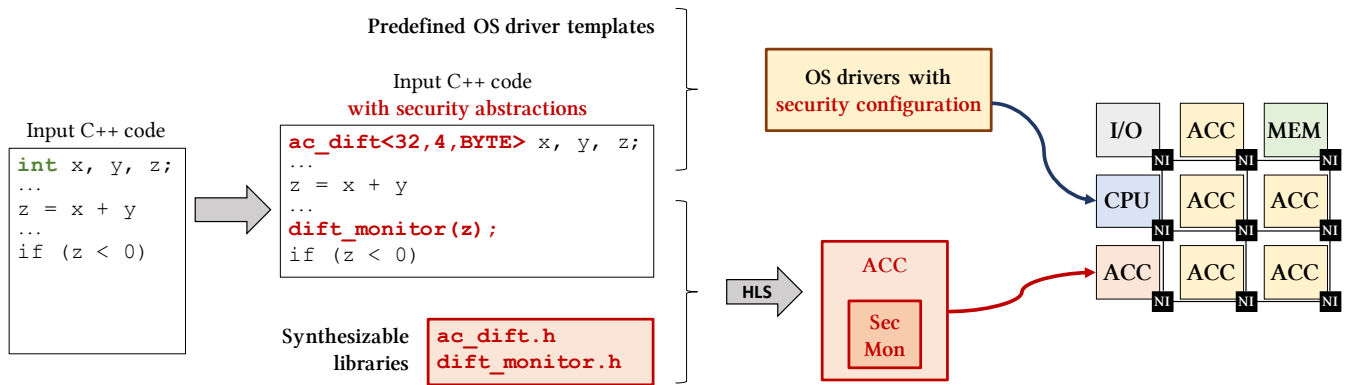 Predefined OS driver templates
Input C++ code
with security abstractions
Input C++ code
int x, y, z;
...
z = x + y
...
if (z < 0)
ac_dift<32,4,BYTE> x, y, z;
...
z = x + y
...
dift_monitor(z);
if (z < 0)
Synthesizable
libraries
ac_dift.h
dift_monitor.h
HLS
OS drivers with
security configuration
ACC
Sec
Mon
I/O
ACC
MEM
NI
NI
NI
CPU
ACC
ACC
NI
NI
NI
ACC
ACC
ACC
NI
NI
NI